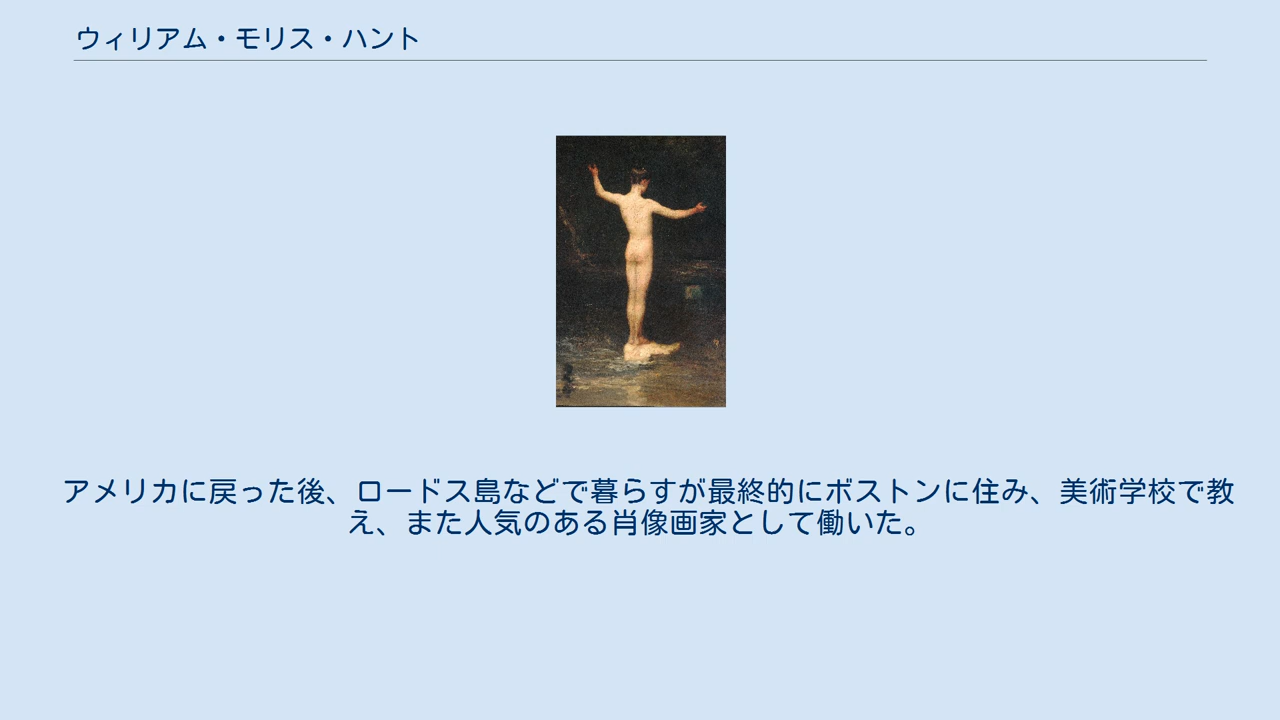 ウィリアム・モリス・ハント
アメリカに戻った後、ロードス島などで暮らすが最終的にボストンに住み、美術学校で教
え、また人気のある肖像画家として働いた。